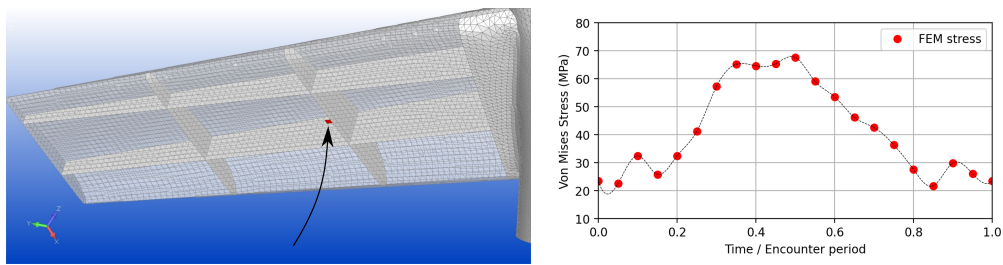 Z
Y
X
FEM stress
Von Mises Stress (MPa)
80
70
60
50
40
30
20
10
0.0 0.2 0.4 0.6 0.8 1.0
Time / Encounter period